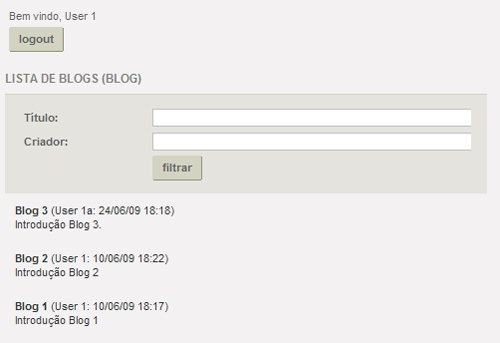 Bem vindo, User 1
logout
LISTA DE BLOGS (BLOG)
Título:
Criador:
filtrar
Blog 3 (User 1a: 24/06/09 18:18)
Introdução Blog 3.
Blog 2 (User 1: 10/06/09 18:22)
Introdução Blog 2
Blog 1 (User 1: 10/06/09 18:17)
Introdução Blog 1